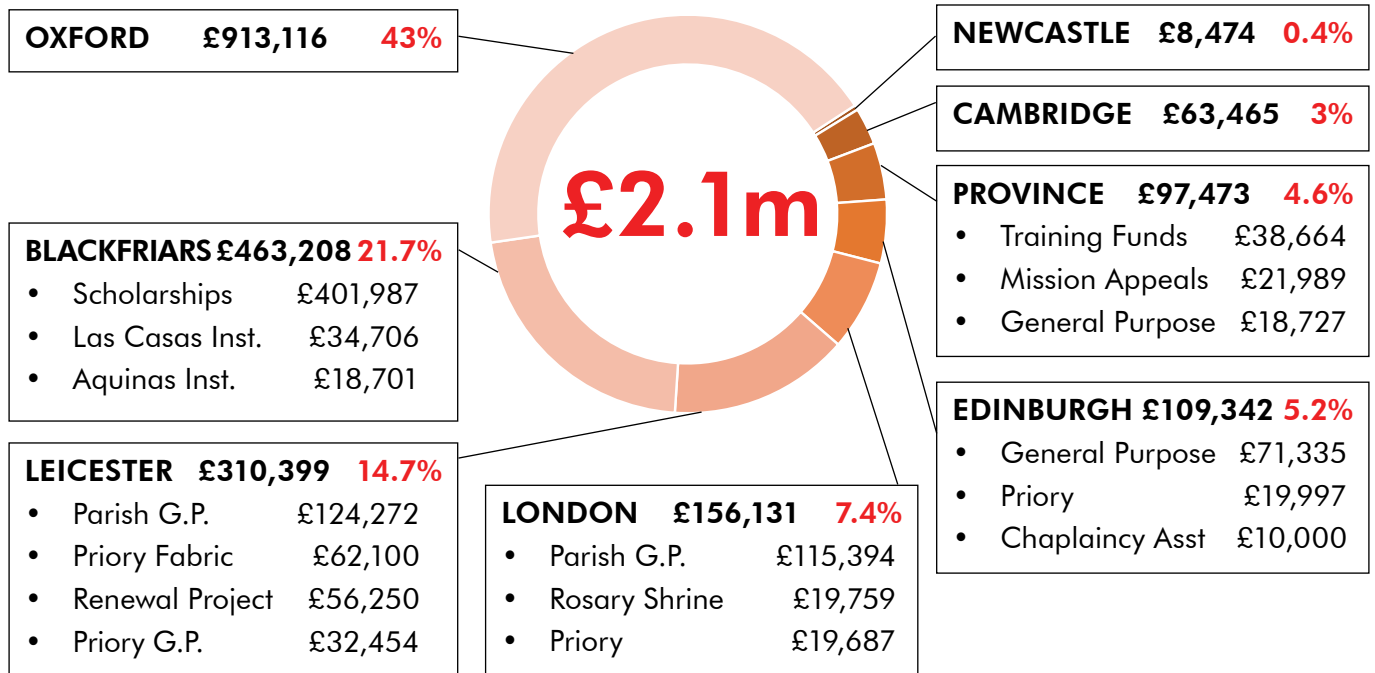 OXFORD £913,116 43%
BLACKFRIARS £463,208 21.7%
• Scholarships £401,987
• Las Casas Inst. £34,706
• Aquinas Inst. £18,701
LEICESTER £310,399 14.7%
• Parish G.P. £124,272
• Priory Fabric £62,100
• Renewal Project £56,250
• Priory G.P. £32,454
£2.1m
LONDON £156,131 7.4%
• Parish G.P. £115,394
• Rosary Shrine £19,759
• Priory £19,687
NEWCASTLE £8,474 0.4%
CAMBRIDGE £63,465 3%
PROVINCE £97,473 4.6%
• Training Funds £38,664
• Mission Appeals £21,989
• General Purpose £18,727
EDINBURGH £109,342 5.2%
• General Purpose £71,335
• Priory £19,997
• Chaplaincy Asst £10,000